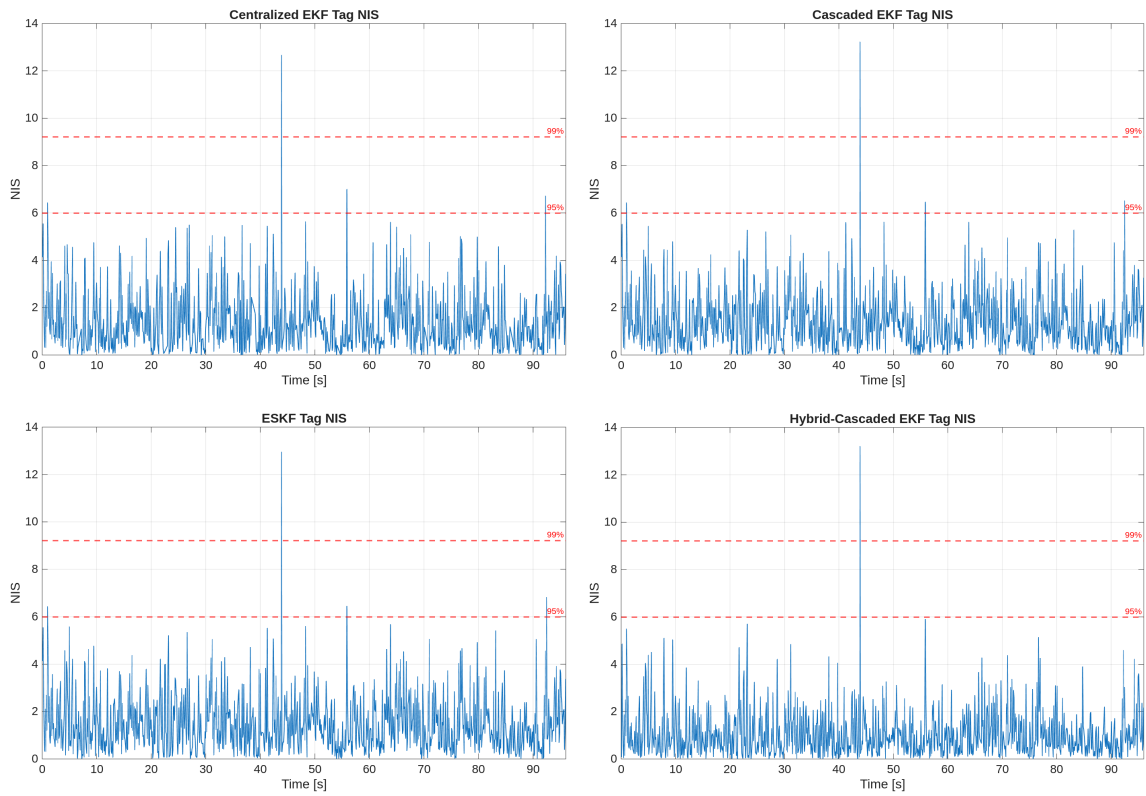 Centralized EKF Tag NIS
14
12
10
8
6
4
2
0
NIS
99%
95%
0 10 20 30 40 50 60 70 80 90
Time [s]
Cascaded EKF Tag NIS
14
12
10
8
6
4
2
0
NIS
99%
95%
0 10 20 30 40 50 60 70 80 90
Time [s]
ESKF Tag NIS
14
12
10
8
6
4
2
0
NIS
99%
95%
0 10 20 30 40 50 60 70 80 90
Time [s]
Hybrid-Cascaded EKF Tag NIS
14
12
10
8
6
4
2
0
NIS
99%
95%
0 10 20 30 40 50 60 70 80 90
Time [s]